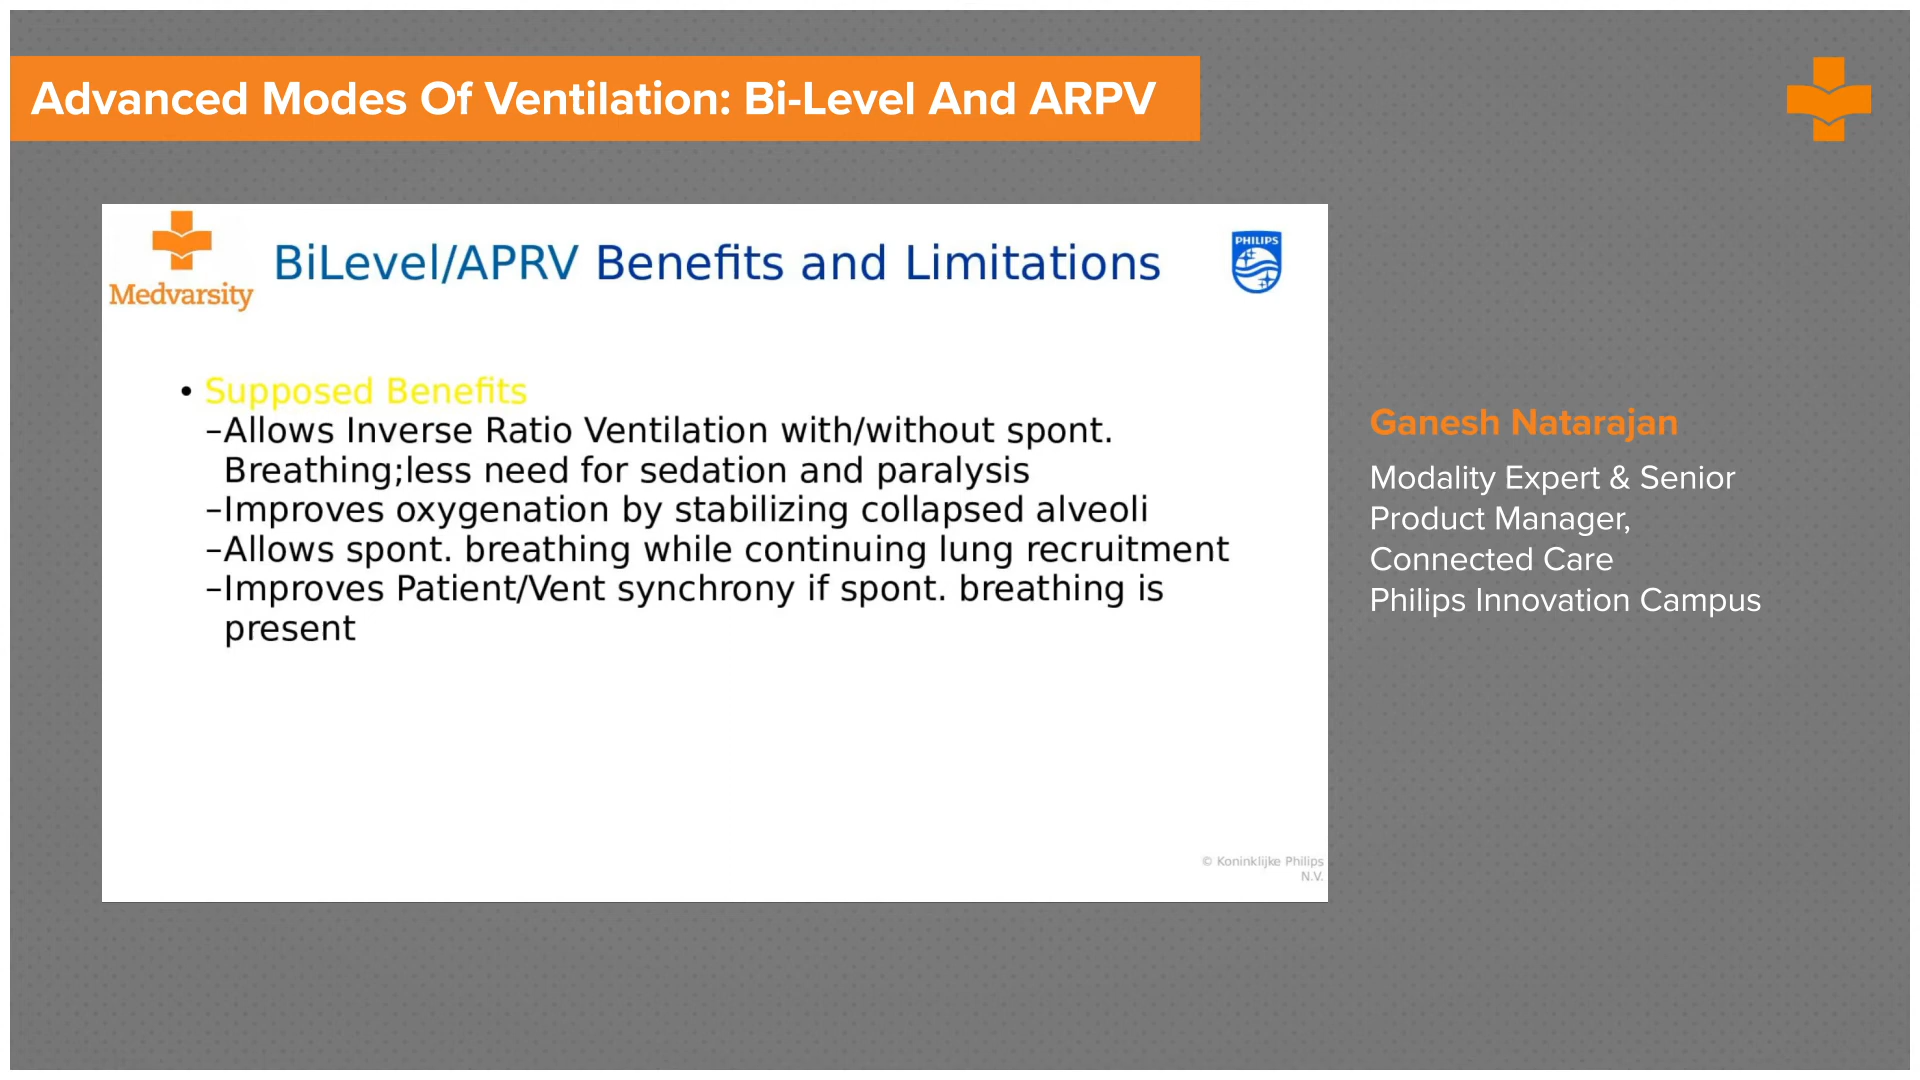 Advanced Modes Of Ventilation: Bi-Level And ARPV
Medvarsity
BiLevel/APRV Benefits and Limitations
PHILIPS
• Supposed Benefits
–Allows Inverse Ratio Ventilation with/without spont.
Breathing;less need for sedation and paralysis
–Improves oxygenation by stabilizing collapsed alveoli
–Allows spont. breathing while continuing lung recruitment
–Improves Patient/Vent synchrony if spont. breathing is
present
© Koninklijke Philips
N.V.
Ganesh Natarajan
Modality Expert & Senior
Product Manager,
Connected Care
Philips Innovation Campus